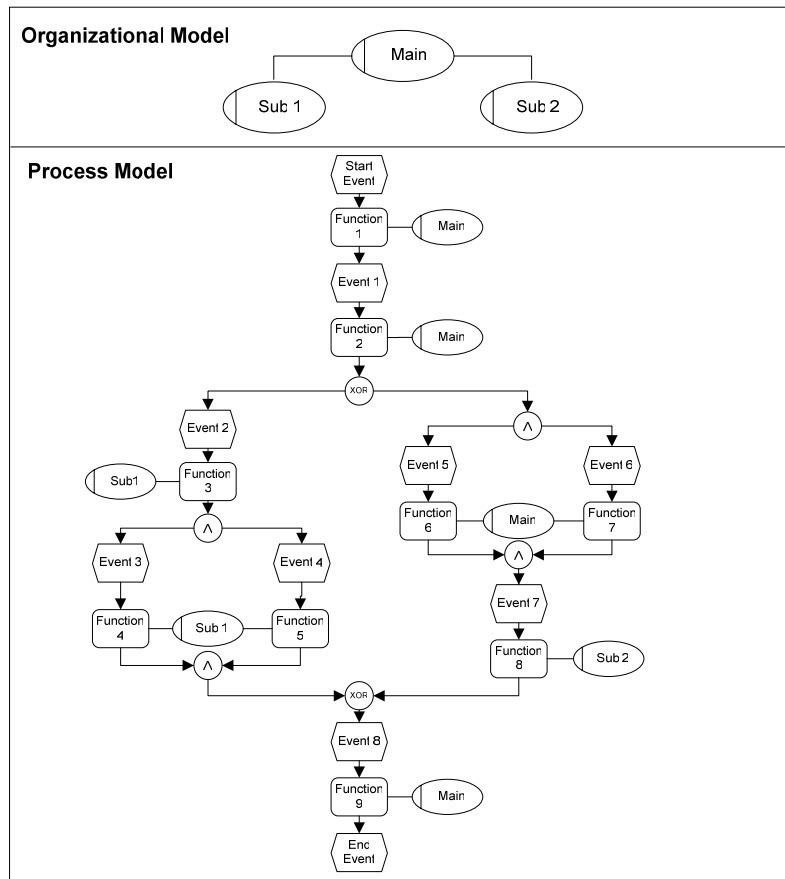 Organizational Model
Main
Sub 1
Sub 2
Process Model
Start
Event
Function
1
Main
Event 1
Function
2
Main
XOR
Event 2
Λ
Event 5
Event 6
Sub1
Function
3
Function
6
Main
Function
7
Λ
Λ
Event 3
Event 4
Event 7
Function
4
Sub 1
Function
5
Function
8
Sub 2
Λ
XOR
Event 8
Function
9
Main
End
Event